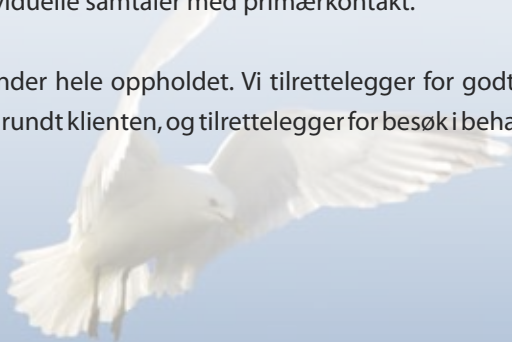 viduelle samtaler med primærkontakt.
nder hele oppholdet. Vi tilrettelegger for godt
rundt klienten, og tilrettelegger for besøk i beha